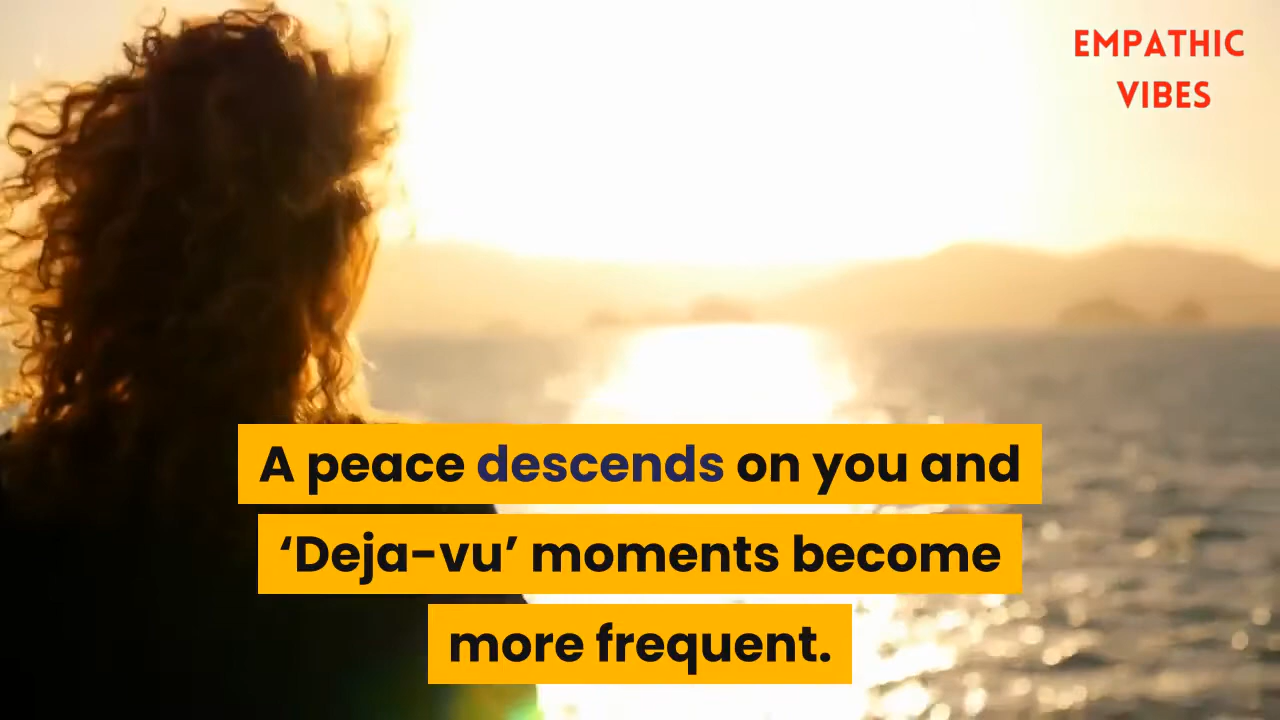 EMPATHIC
VIBES
A peace descends on you and
‘Deja-vu’ moments become
more frequent.